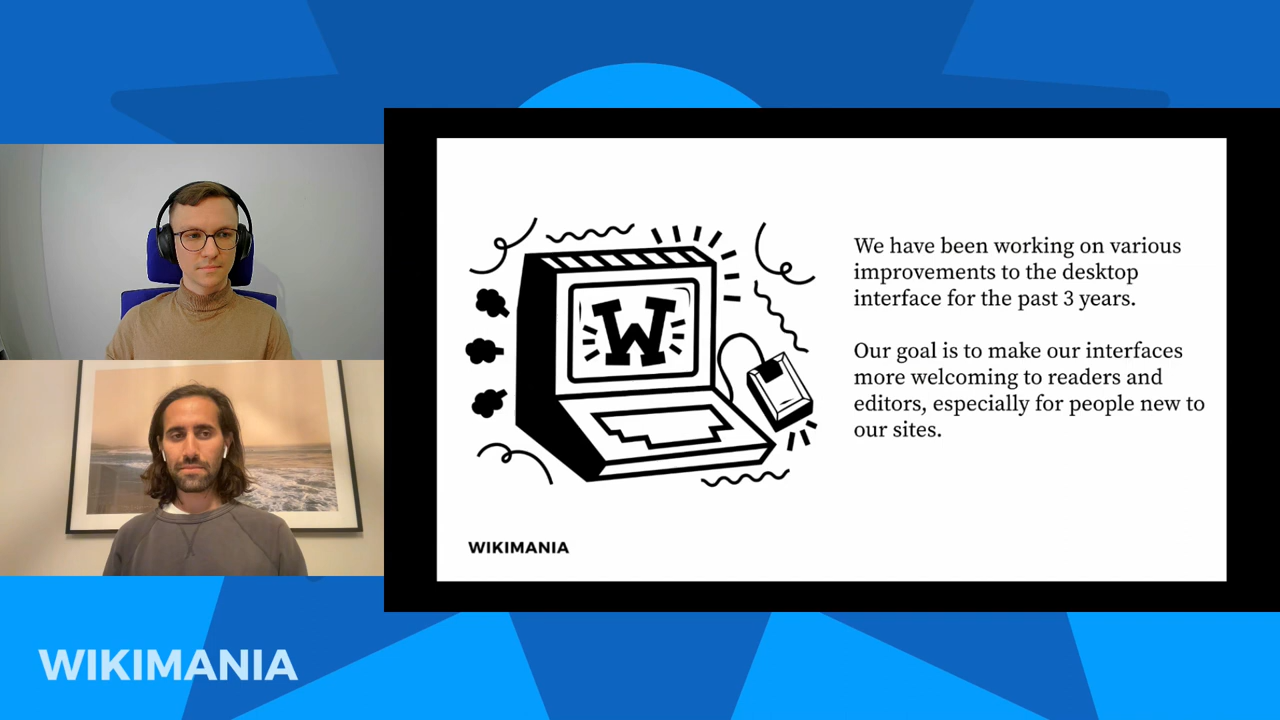 We have been working on various
improvements to the desktop
interface for the past 3 years.
Our goal is to make our interfaces
more welcoming to readers and
editors, especially for people new to
our sites.
W
WIKIMANIA
WIKIMANIA